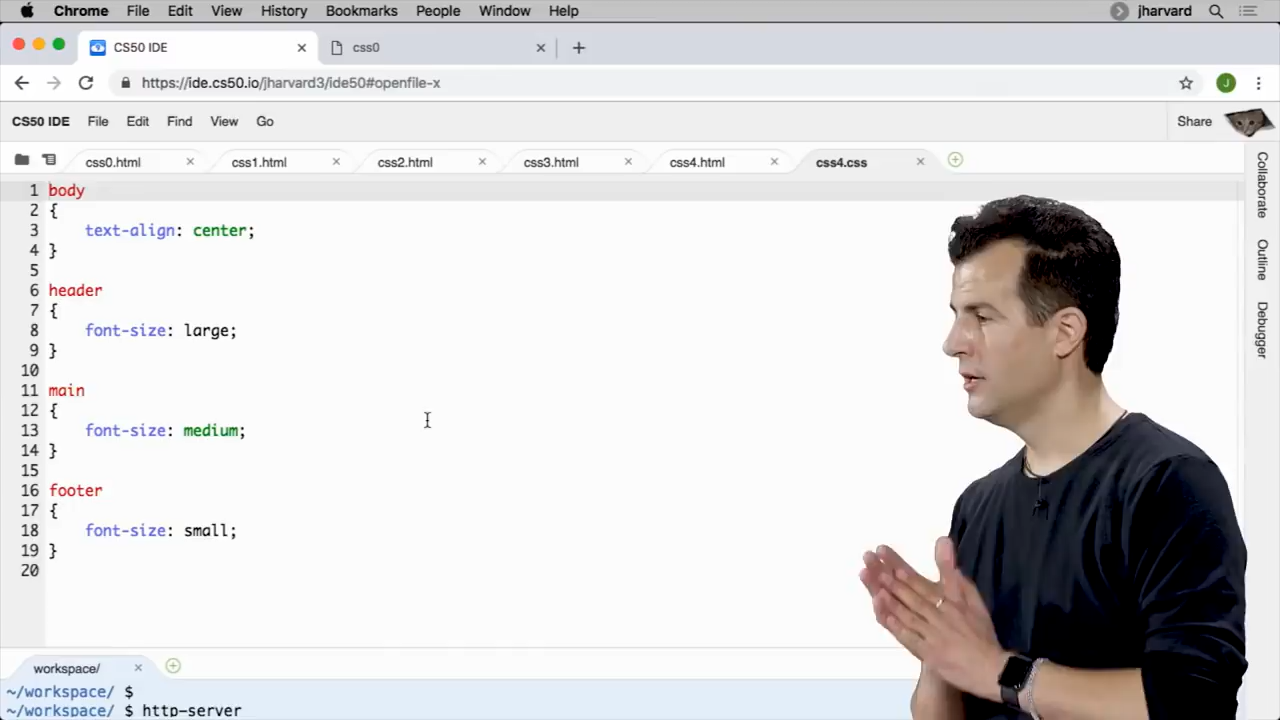 Chrome File Edit View History Bookmarks People Window Help jharvard
CS50 IDE css0
https://ide.cs50.io/jharvard3/ide50#openfile-x J
CS50 IDE File Edit Find View Go Share
css0.html css1.html css2.html css3.html css4.html css4.css
1 body
2 {
3 text-align: center;
4 }
5
6 header
7 {
8 font-size: large;
9 }
10
11 main
12 {
13 font-size: medium;
14 }
15
16 footer
17 {
18 font-size: small;
19 }
20
Collaborate
Outline
Debugger
workspace/
~/workspace/ $
~/workspace/ $ http-server